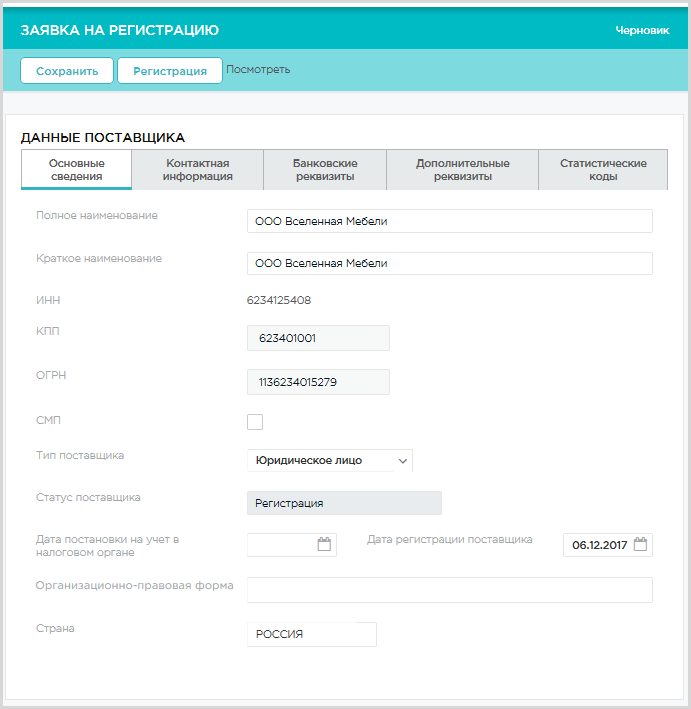 ЗАЯВКА НА РЕГИСТРАЦИЮ
Черновик
Сохранить
Регистрация
Посмотреть
ДАННЫЕ ПОСТАВЩИКА
Основные
сведения
Контактная
информация
Банковские
реквизиты
Дополнительные
реквизиты
Статистические
коды
Полное наименование
ООО Вселенная Мебели
Краткое наименование
ООО Вселенная Мебели
ИНН
6234125408
КПП
623401001
ОГРН
1136234015279
СМП
Тип поставщика
Юридическое лицо
Статус поставщика
Регистрация
Дата постановки на учет в
налоговом органе
Дата регистрации поставщика
06.12.2017
Организационно-правовая форма
Страна
РОССИЯ